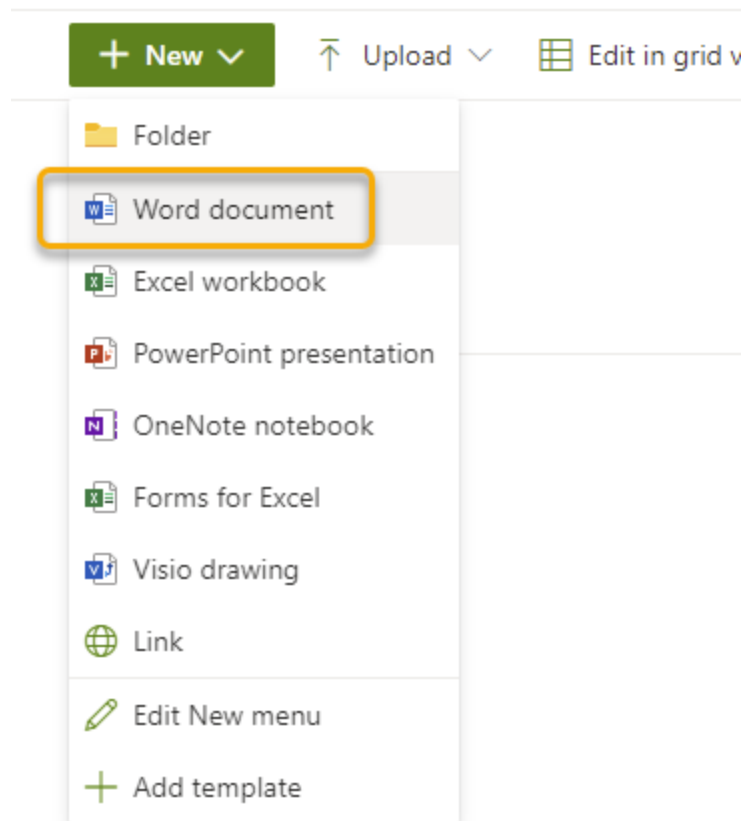 New Upload Edit in grid
Folder
Word document
Excel workbook
PowerPoint presentation
OneNote notebook
Forms for Excel
Visio drawing
Link
Edit New menu
Add template